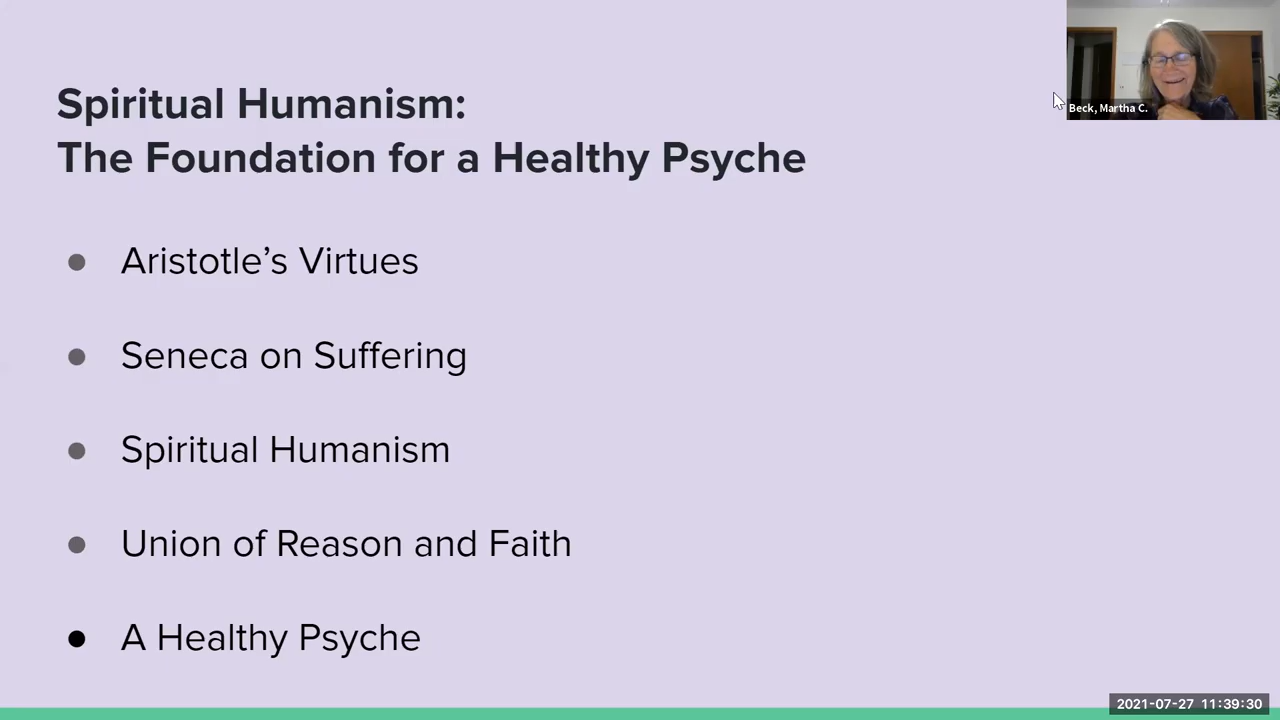 Spiritual Humanism:
The Foundation for a Healthy Psyche
Beck, Martha C.
● Aristotle’s Virtues
● Seneca on Suffering
● Spiritual Humanism
● Union of Reason and Faith
● A Healthy Psyche
2021-07-27 11:39:30